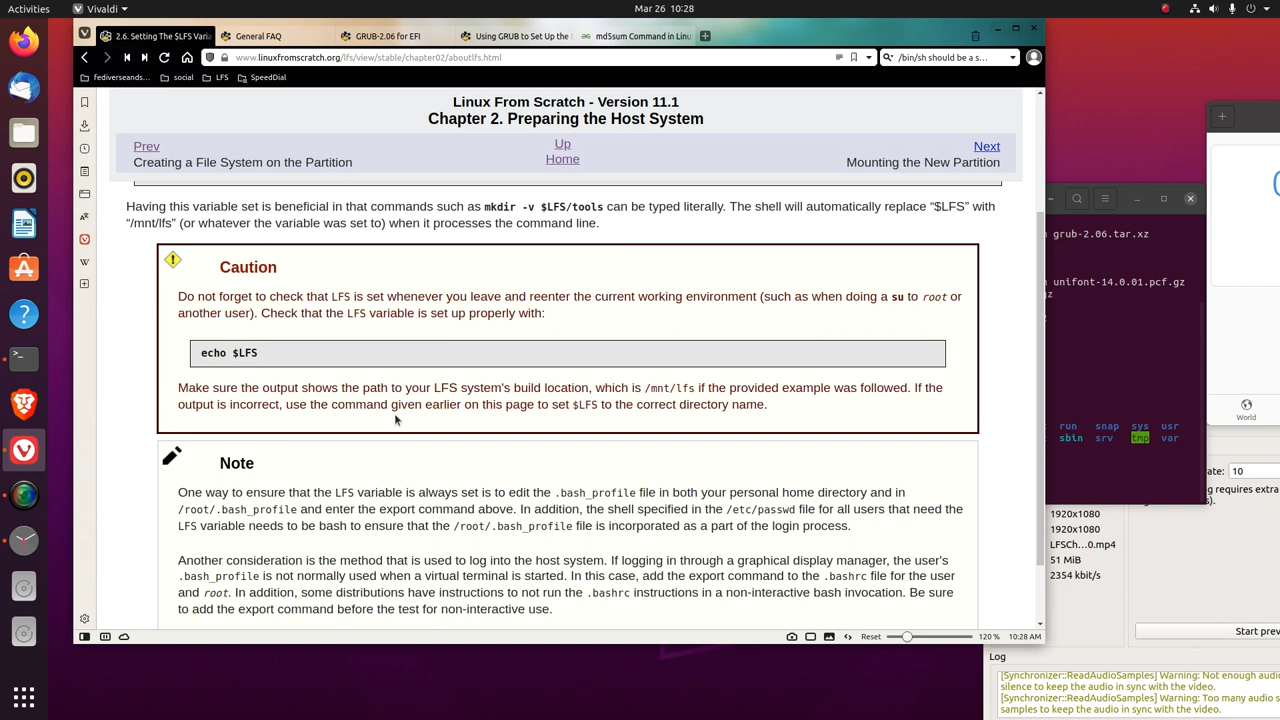 Activities
Vivaldi
Mar 26 10:28
2.6. Setting The $LFS Varia
General FAQ
GRUB-2.06 for EFI
Using GRUB to Set Up the
md5sum Command in Linu
www.linuxfromscratch.org/lfs/view/stable/chapter02/aboutlfs.html
/bin/sh should be a s...
fediverseands...
social
LFS
SpeedDial
Linux From Scratch - Version 11.1
Chapter 2. Preparing the Host System
Prev
Up
Next
Creating a File System on the Partition
Home
Mounting the New Partition
Having this variable set is beneficial in that commands such as mkdir -v $LFS/tools can be typed literally. The shell will automatically replace “$LFS” with
“/mnt/lfs” (or whatever the variable was set to) when it processes the command line.
Caution
Do not forget to check that LFS is set whenever you leave and reenter the current working environment (such as when doing a su to root or
another user). Check that the LFS variable is set up properly with:
echo $LFS
Make sure the output shows the path to your LFS system's build location, which is /mnt/lfs if the provided example was followed. If the
output is incorrect, use the command given earlier on this page to set $LFS to the correct directory name.
Note
One way to ensure that the LFS variable is always set is to edit the .bash_profile file in both your personal home directory and in
/root/.bash_profile and enter the export command above. In addition, the shell specified in the /etc/passwd file for all users that need the
LFS variable needs to be bash to ensure that the /root/.bash_profile file is incorporated as a part of the login process.
Another consideration is the method that is used to log into the host system. If logging in through a graphical display manager, the user's
.bash_profile is not normally used when a virtual terminal is started. In this case, add the export command to the .bashrc file for the user
and root. In addition, some distributions have instructions to not run the .bashrc instructions in a non-interactive bash invocation. Be sure
to add the export command before the test for non-interactive use.
Reset
120 %
10:28 AM
grub-2.06.tar.xz
unifont-14.0.01.pcf.gz
gz
run snap sys usr
sbin srv tmp var
World
ate: 10
g requires extra
s).
1920x1080
1920x1080
LFSCh...0.mp4
51 MiB
2354 kbit/s
Start prev
Log
[Synchronizer::ReadAudioSamples] Warning: Not enough audio
silence to keep the audio in sync with the video.
[Synchronizer::ReadAudioSamples] Warning: Too many audio s
samples to keep the audio in sync with the video.